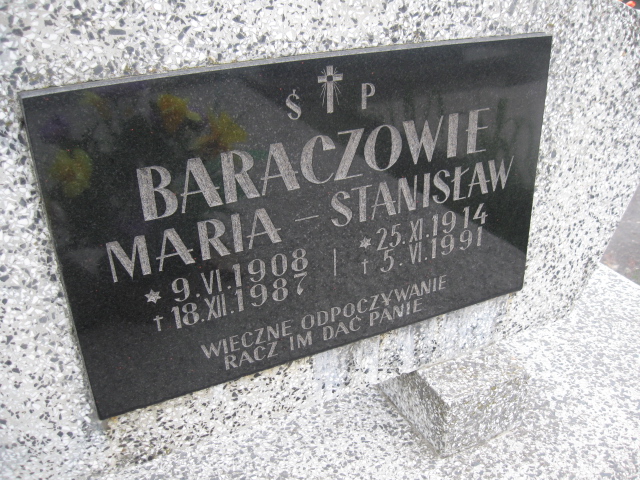 Ś P
BARACZOWIE
MARIA – STANISŁAW
* 9.VI.1908 | * 25.XI.1914
† 18.XII.1987 | † 5.VI.1991
WIECZNE ODPOCZYWANIE
RACZ IM DAĆ PANIE